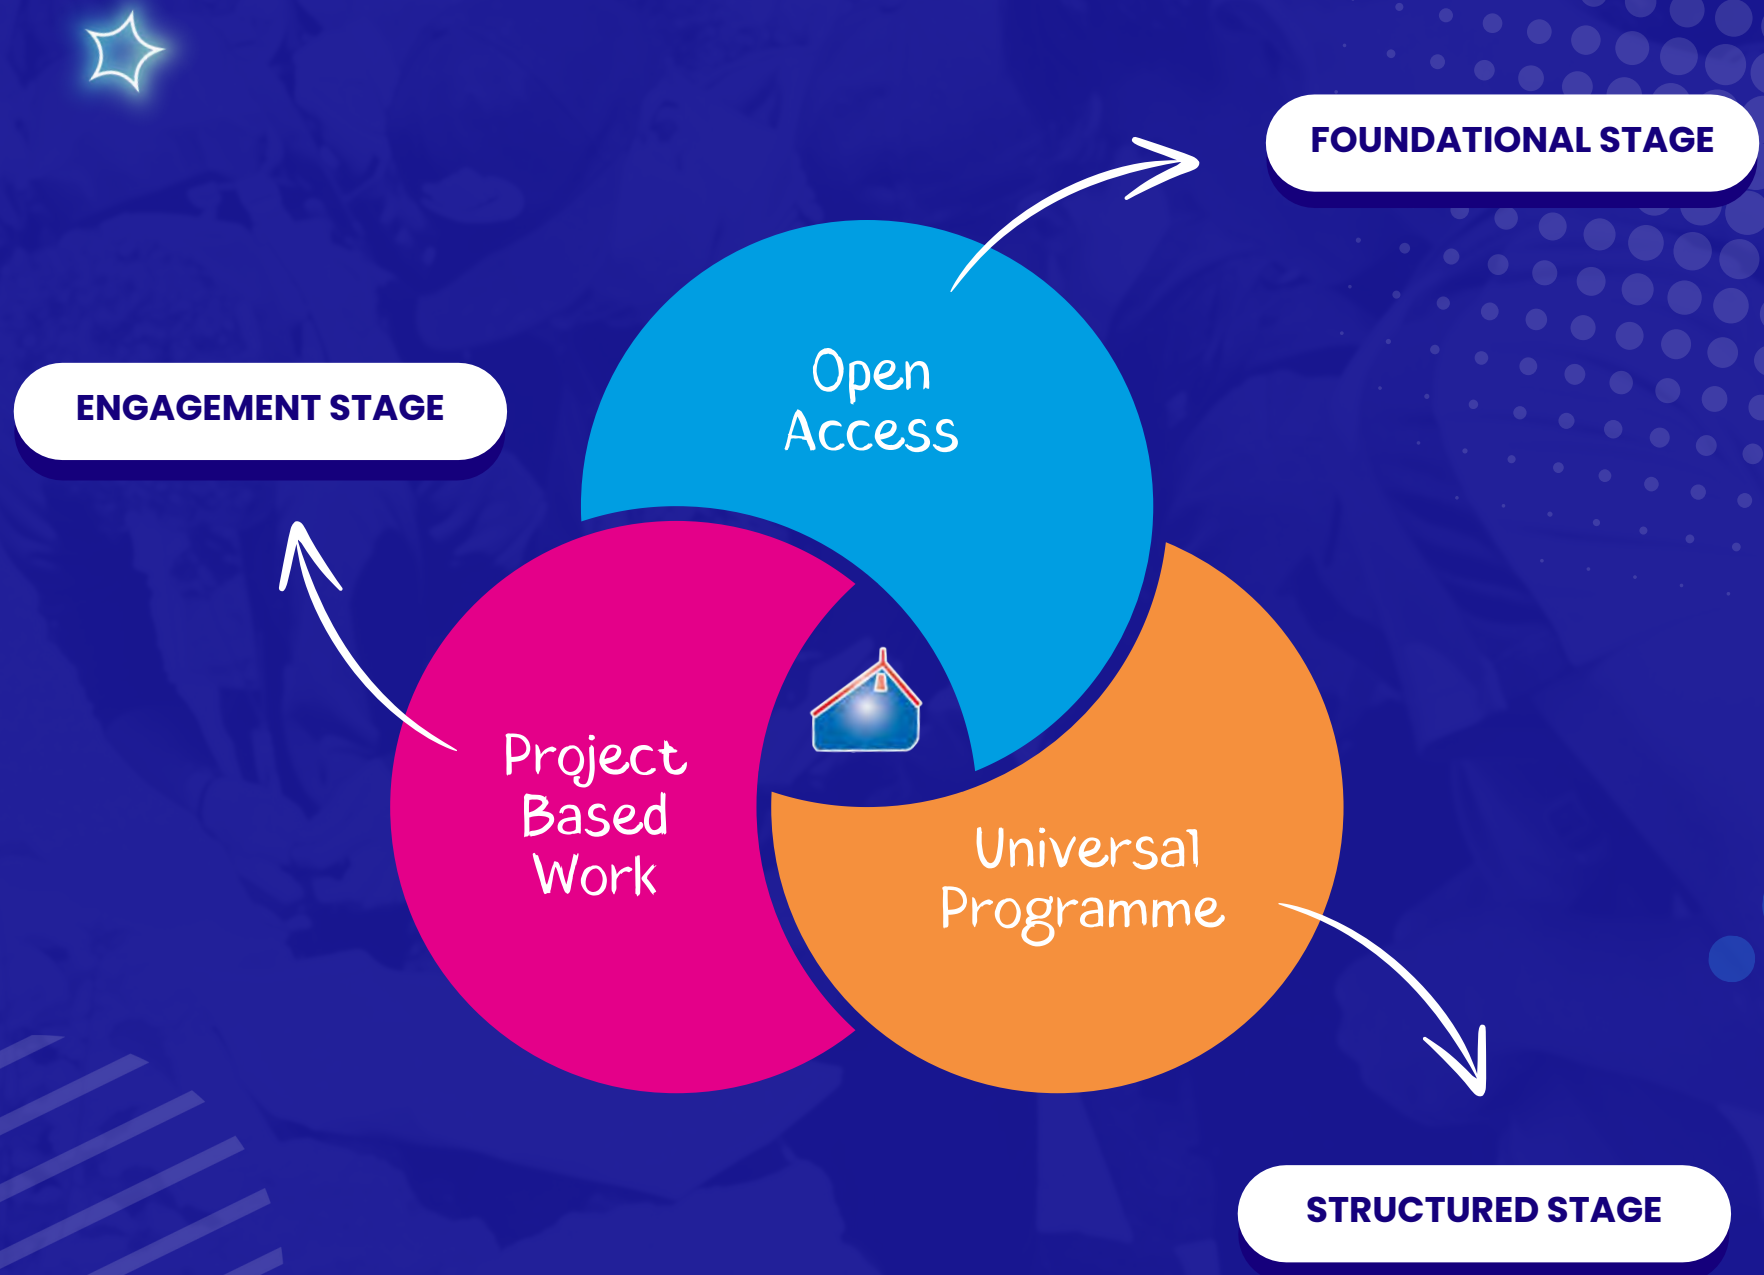 FOUNDATIONAL STAGE
Open
Access
ENGAGEMENT STAGE
Project
Based
Work
Universal
Programme
STRUCTURED STAGE